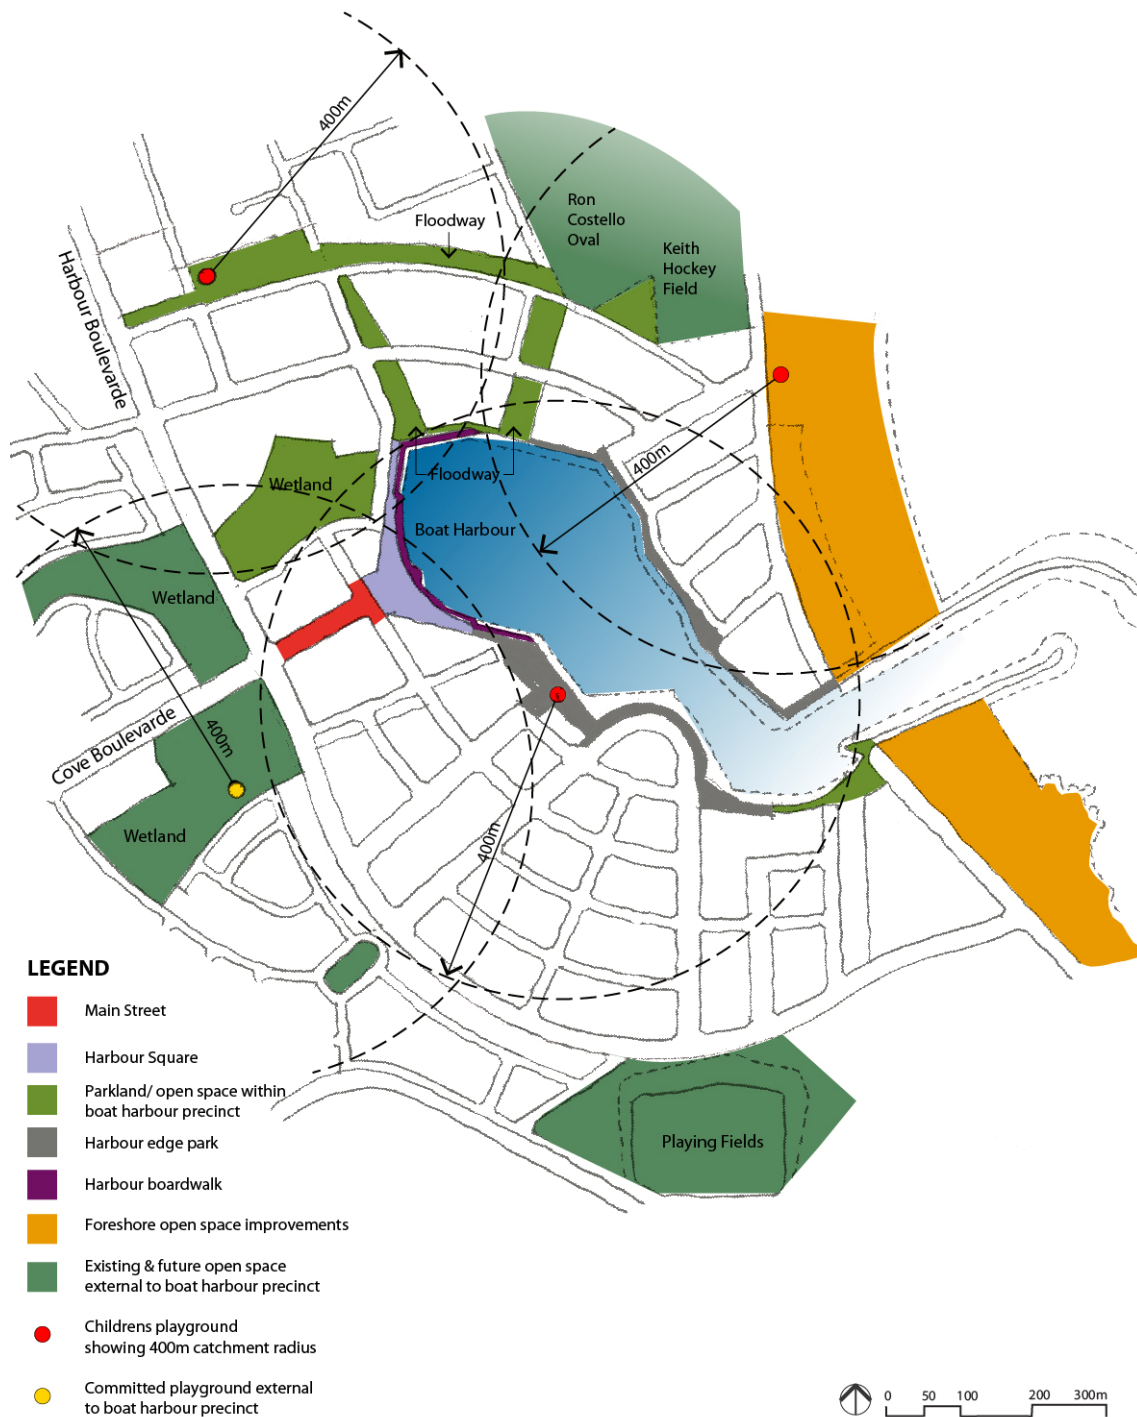 400m
Floodway
Ron
Costello
Oval
Keith
Hockey
Field
Harbour Boulevarde
400m
Floodway
Wetland
Boat Harbour
Wetland
Cove Boulevarde
400m
Wetland
400m
Playing Fields
LEGEND
Main Street
Harbour Square
Parkland/ open space within
boat harbour precinct
Harbour edge park
Harbour boardwalk
Foreshore open space improvements
Existing & future open space
external to boat harbour precinct
Childrens playground
showing 400m catchment radius
Committed playground external
to boat harbour precinct
0 50 100 200 300m